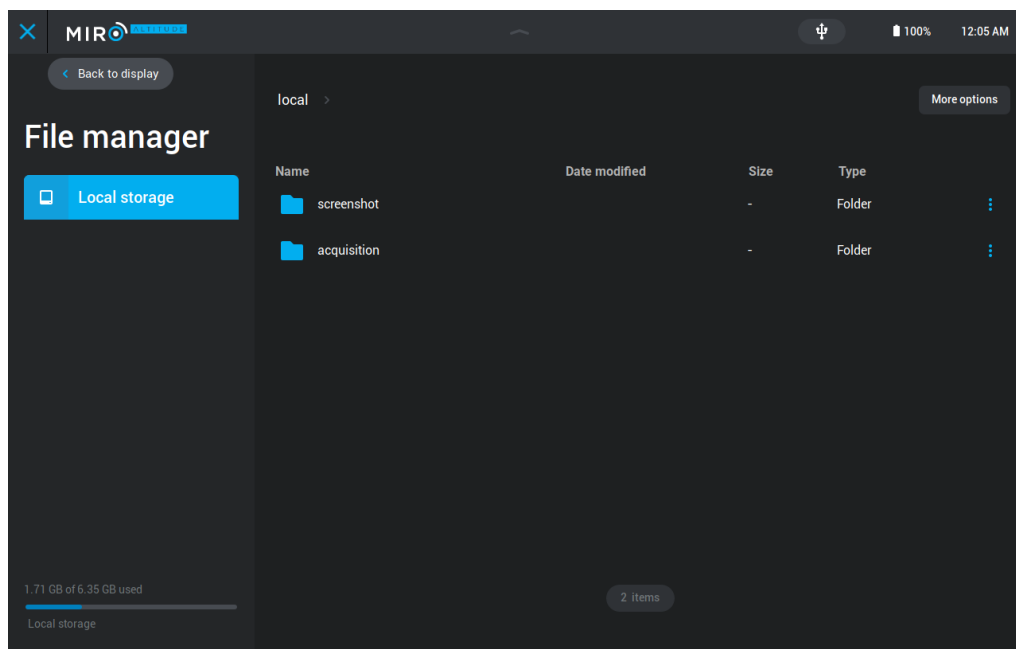 MIRO ALTITUDE
100% 12:05 AM
Back to display
File manager
Local storage
1.71 GB of 6.35 GB used
Local storage
local >
More options
Name Date modified Size Type
screenshot - Folder
acquisition - Folder
2 items